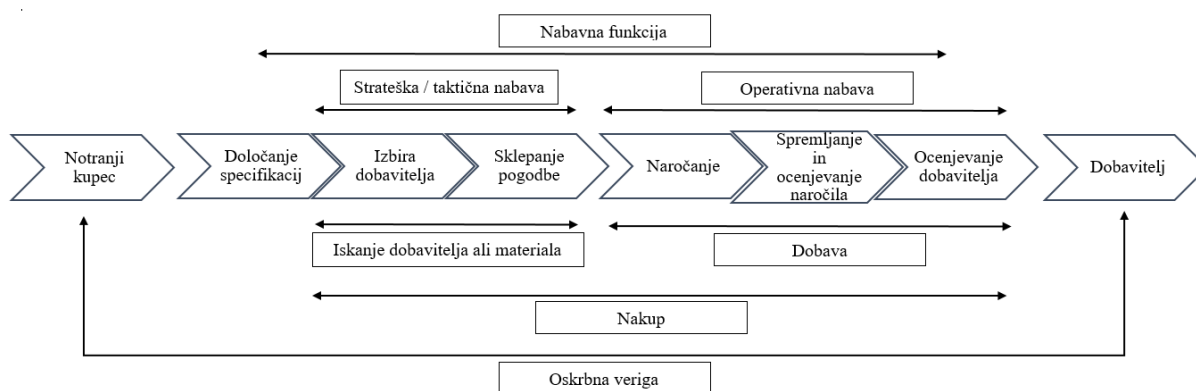 Nabavna funkcija
Strateška / taktična nabava
Operativna nabava
Notranji
kupec
Določanje
specifikacij
Izbira
dobavitelja
Sklepanje
pogodbe
Naročanje
Spremljanje
in
ocenjevanje
naročila
Ocenjevanje
dobavitelja
Dobavitelj
Iskanje dobavitelja ali materiala
Dobava
Nakup
Oskrbna veriga